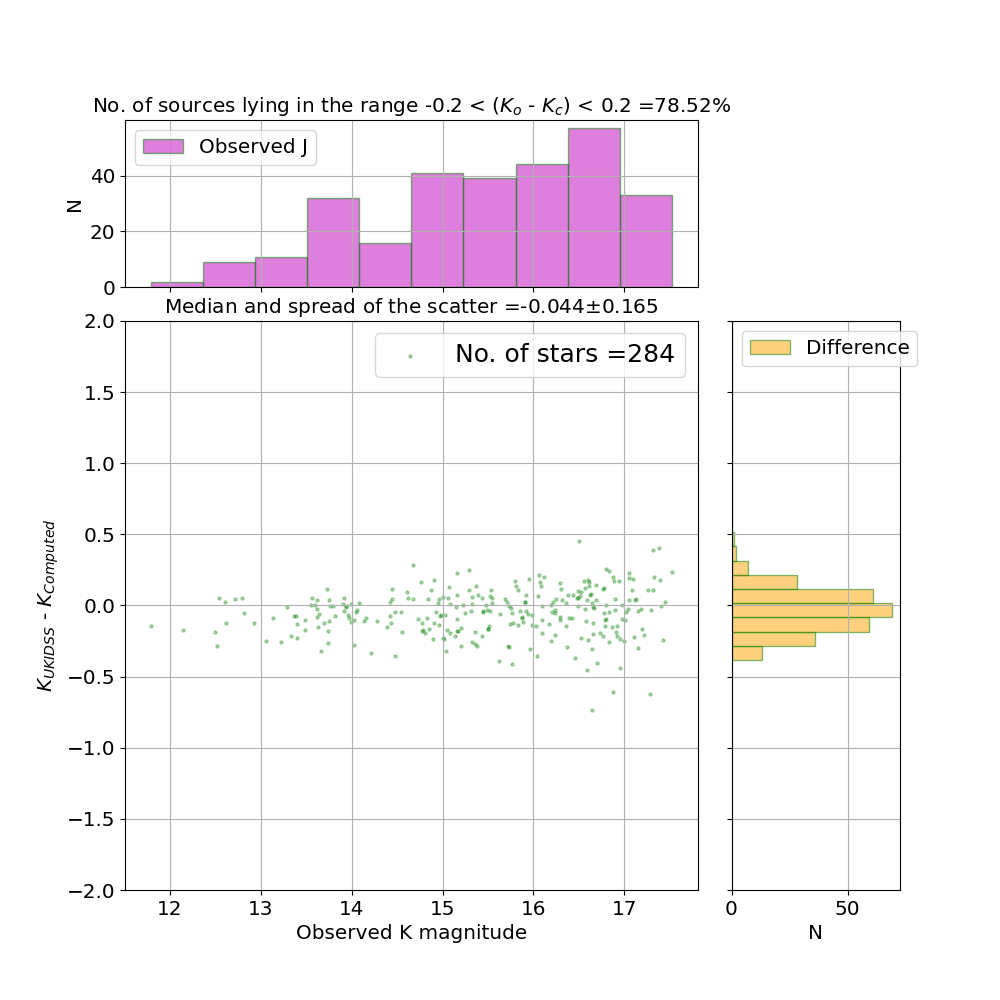 No. of sources lying in the range -0.2 < (K_o - K_c) < 0.2 =78.52%
Observed J
N
40
20
0
Median and spread of the scatter =-0.044±0.165
No. of stars =284
Difference
K_UKIDSS - K_Computed
2.0
1.5
1.0
0.5
0.0
−0.5
−1.0
−1.5
−2.0
12 13 14 15 16 17
Observed K magnitude
0 50
N